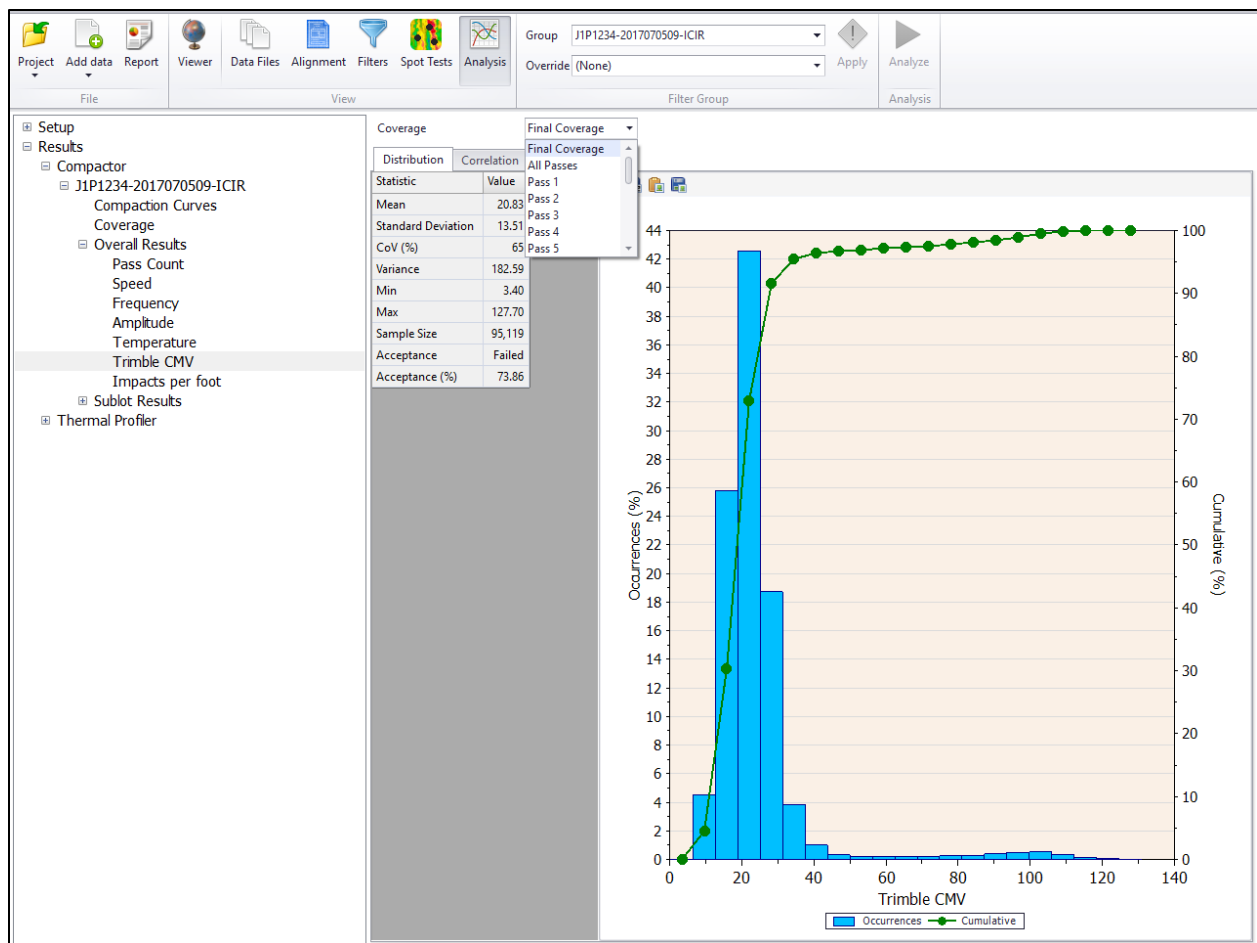 Project Add data Report Viewer Data Files Alignment Filters Spot Tests Analysis
Group J1P1234-2017070509-ICIR
Override (None)
Apply Analyze
File View Filter Group Analysis
Setup
Results
Compactor
J1P1234-2017070509-ICIR
Compaction Curves
Coverage
Overall Results
Pass Count
Speed
Frequency
Amplitude
Temperature
Trimble CMV
Impacts per foot
Sublot Results
Thermal Profiler
Coverage Final Coverage
Final Coverage
All Passes
Pass 1
Pass 2
Pass 3
Pass 4
Pass 5
Distribution Correlation
Statistic Value
Mean 20.83
Standard Deviation 13.51
CoV (%) 65
Variance 182.59
Min 3.40
Max 127.70
Sample Size 95,119
Acceptance Failed
Acceptance (%) 73.86
44
42
40
38
36
34
32
30
28
26
24
22
20
18
16
14
12
10
8
6
4
2
0
Occurrences (%)
100
90
80
70
60
50
40
30
20
10
0
Cumulative (%)
0 20 40 60 80 100 120 140
Trimble CMV
Occurrences Cumulative